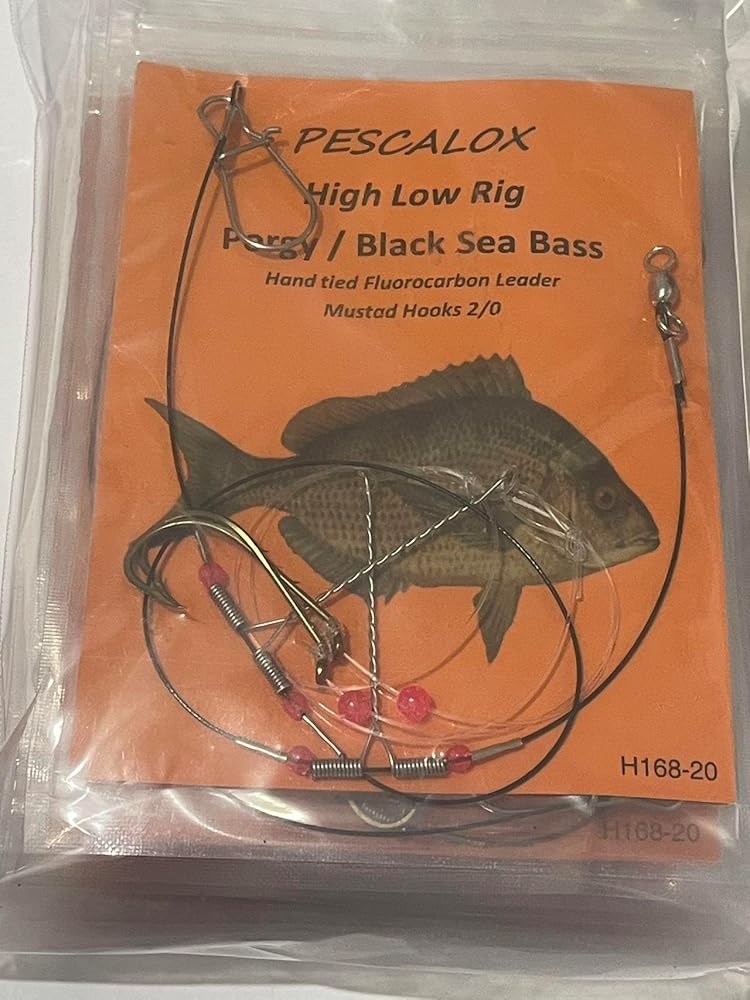 PESCALOX
High Low Rig
Porgy / Black Sea Bass
Hand tied Fluorocarbon Leader
Mustad Hooks 2/0
H168-20
H168-20